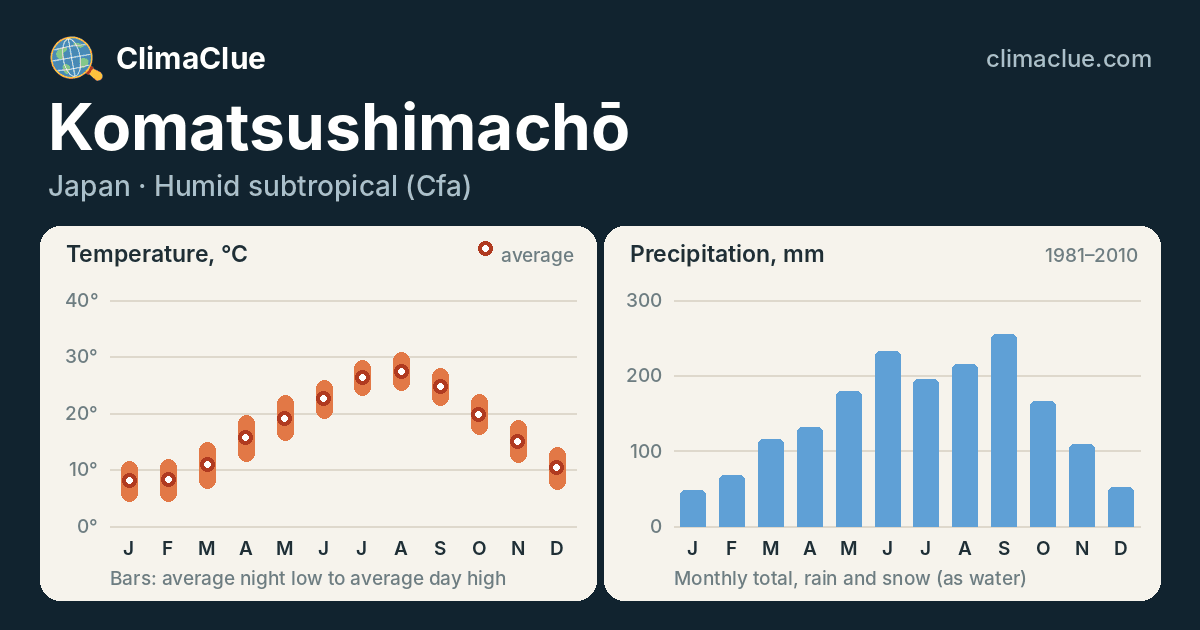 ClimaClue
climaclue.com
Komatsushimachō
Japan · Humid subtropical (Cfa)
Temperature, °C
average
40°
30°
20°
10°
0°
J F M A M J J A S O N D
Bars: average night low to average day high
Precipitation, mm
1981–2010
300
200
100
0
J F M A M J J A S O N D
Monthly total, rain and snow (as water)